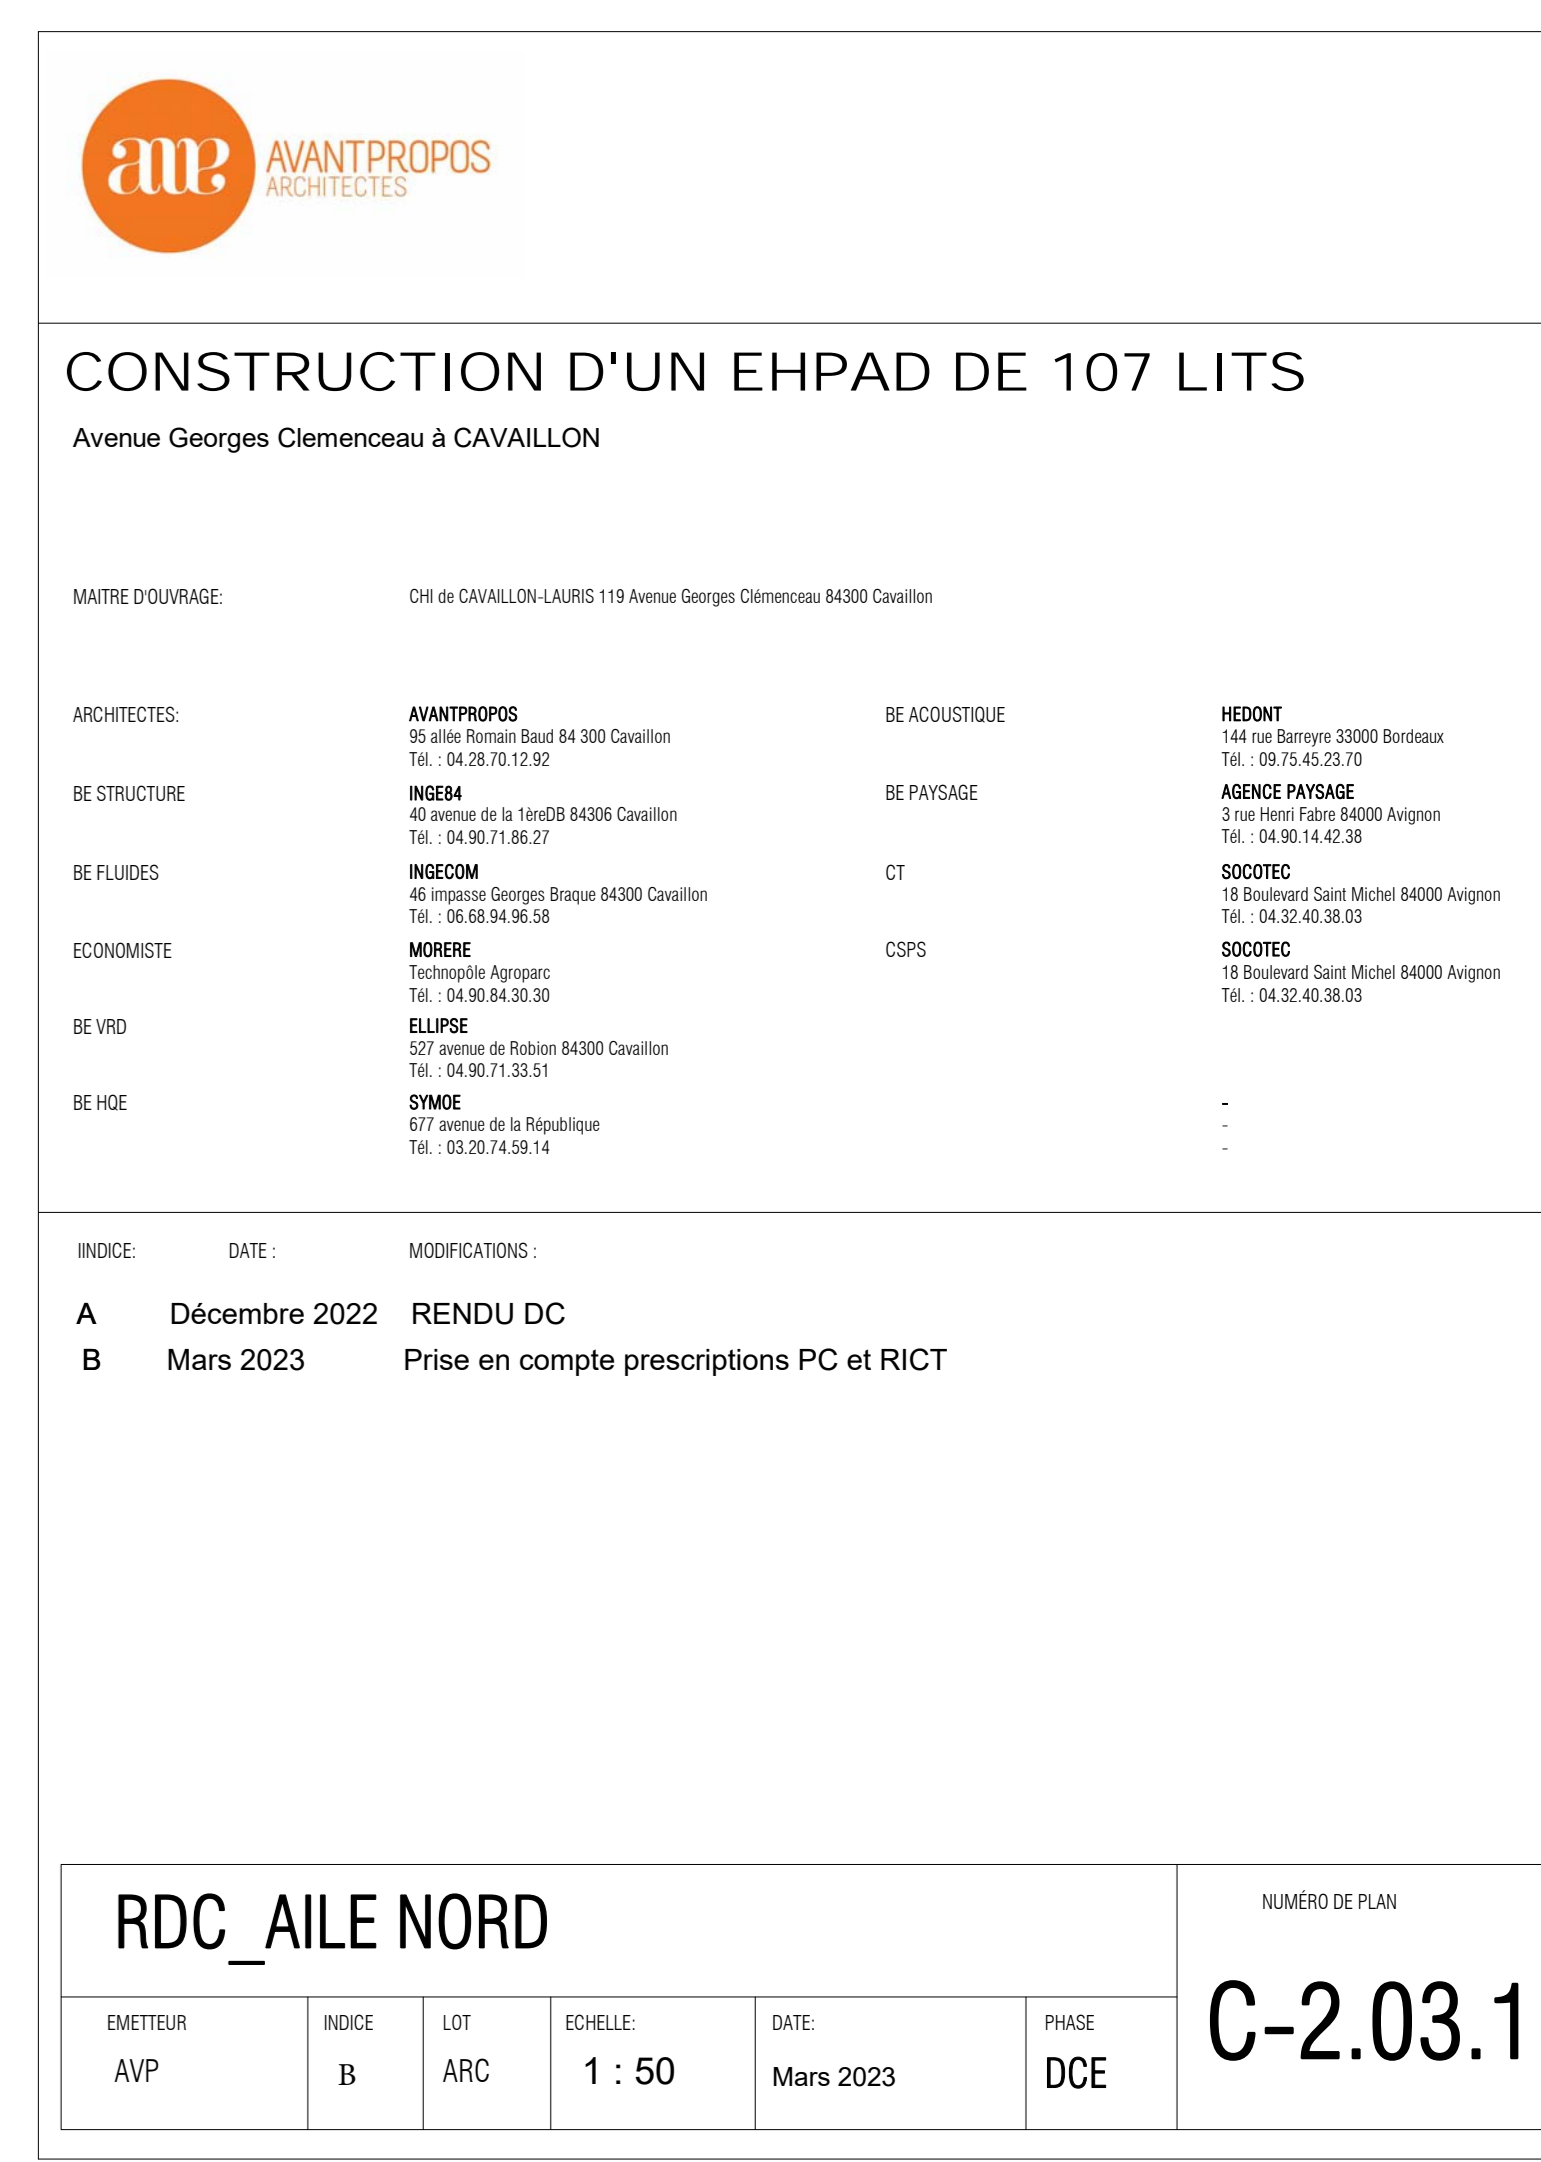 ame
AVANTPROPOS
ARCHITECTES
CONSTRUCTION D'UN EHPAD DE 107 LITS
Avenue Georges Clemenceau à CAVAILLON
MAITRE D'OUVRAGE: CHI de CAVAILLON-LAURIS 119 Avenue Georges Clémenceau 84300 Cavaillon
ARCHITECTES: AVANTPROPOS
95 allée Romain Baud 84 300 Cavaillon
Tél. : 04.28.70.12.92
BE STRUCTURE INGE84
40 avenue de la 1èreDB 84306 Cavaillon
Tél. : 04.90.71.86.27
BE FLUIDES INGECOM
46 impasse Georges Braque 84300 Cavaillon
Tél. : 06.68.94.96.58
ECONOMISTE MORERE
Technopôle Agroparc
Tél. : 04.90.84.30.30
BE VRD ELLIPSE
527 avenue de Robion 84300 Cavaillon
Tél. : 04.90.71.33.51
BE HQE SYMOE
677 avenue de la République
Tél. : 03.20.74.59.14
BE ACOUSTIQUE HEDONT
144 rue Barreyre 33000 Bordeaux
Tél. : 09.75.45.23.70
BE PAYSAGE AGENCE PAYSAGE
3 rue Henri Fabre 84000 Avignon
Tél. : 04.90.14.42.38
CT SOCOTEC
18 Boulevard Saint Michel 84000 Avignon
Tél. : 04.32.40.38.03
CSPS SOCOTEC
18 Boulevard Saint Michel 84000 Avignon
Tél. : 04.32.40.38.03
-
-
-
IINDICE: DATE : MODIFICATIONS :
A Décembre 2022 RENDU DC
B Mars 2023 Prise en compte prescriptions PC et RICT
RDC_AILE NORD
NUMÉRO DE PLAN
C-2.03.1
EMETTEUR INDICE LOT ECHELLE: DATE: PHASE
AVP B ARC 1 : 50 Mars 2023 DCE